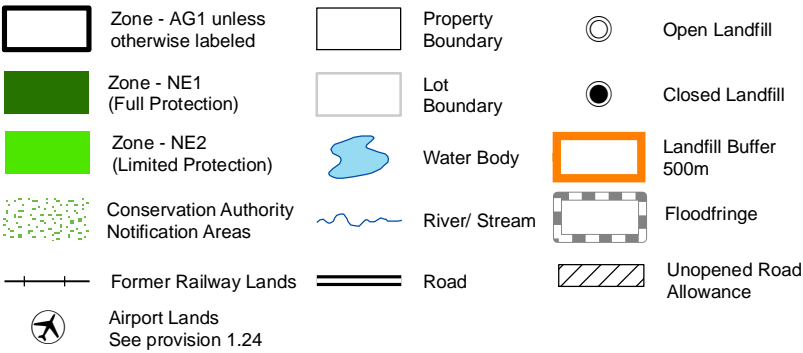 Zone - AG1 unless
otherwise labeled
Zone - NE1
(Full Protection)
Zone - NE2
(Limited Protection)
Conservation Authority
Notification Areas
Former Railway Lands
Airport Lands
See provision 1.24
Property
Boundary
Lot
Boundary
Water Body
River/ Stream
Road
Open Landfill
Closed Landfill
Landfill Buffer
500m
Floodfringe
Unopened Road
Allowance